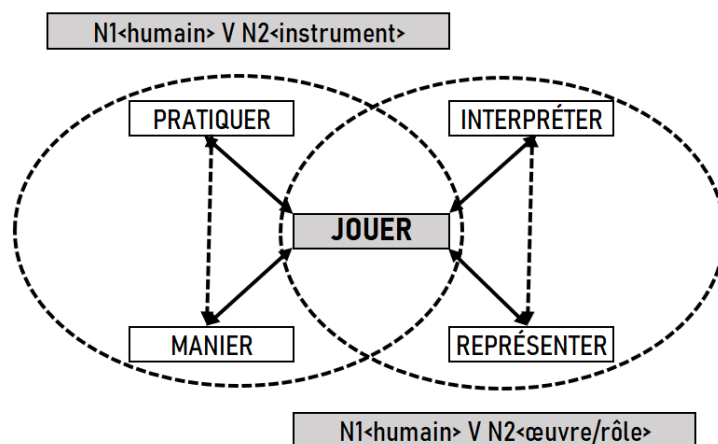 N1<humain> V N2<instrument>
PRATIQUER
INTERPRÉTER
JOUER
MANIER
REPRÉSENTER
N1<humain> V N2<œuvre/rôle>